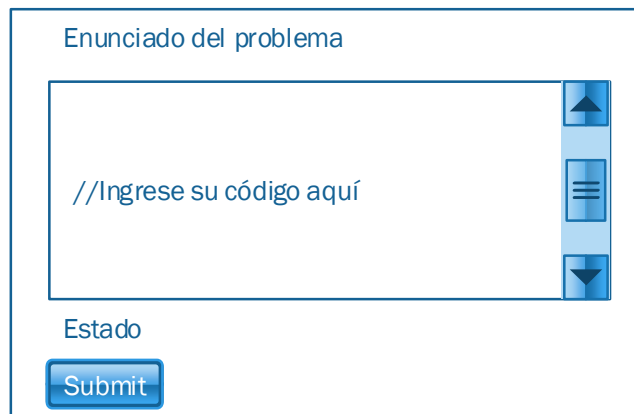 Enunciado del problema
//Ingrese su código aquí
Estado
Submit